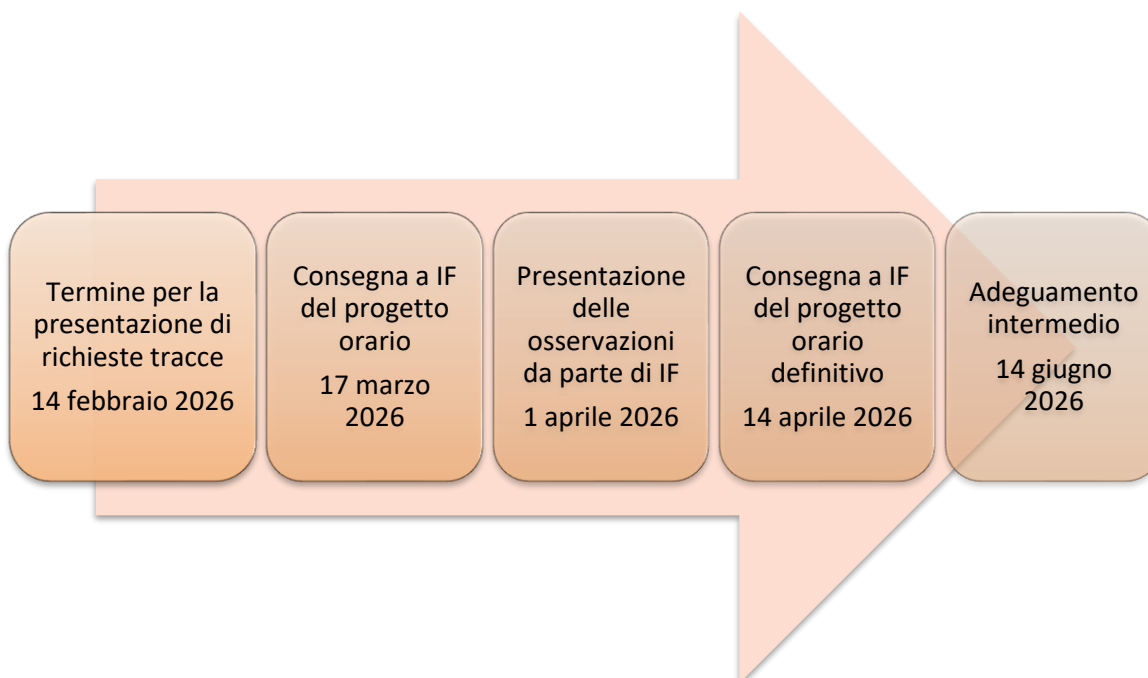 Termine per la
presentazione di
richieste tracce
14 febbraio 2026
Consegna a IF
del progetto
orario
17 marzo
2026
Presentazione
delle
osservazioni
da parte di IF
1 aprile 2026
Consegna a IF
del progetto
orario
definitivo
14 aprile 2026
Adeguamento
intermedio
14 giugno
2026